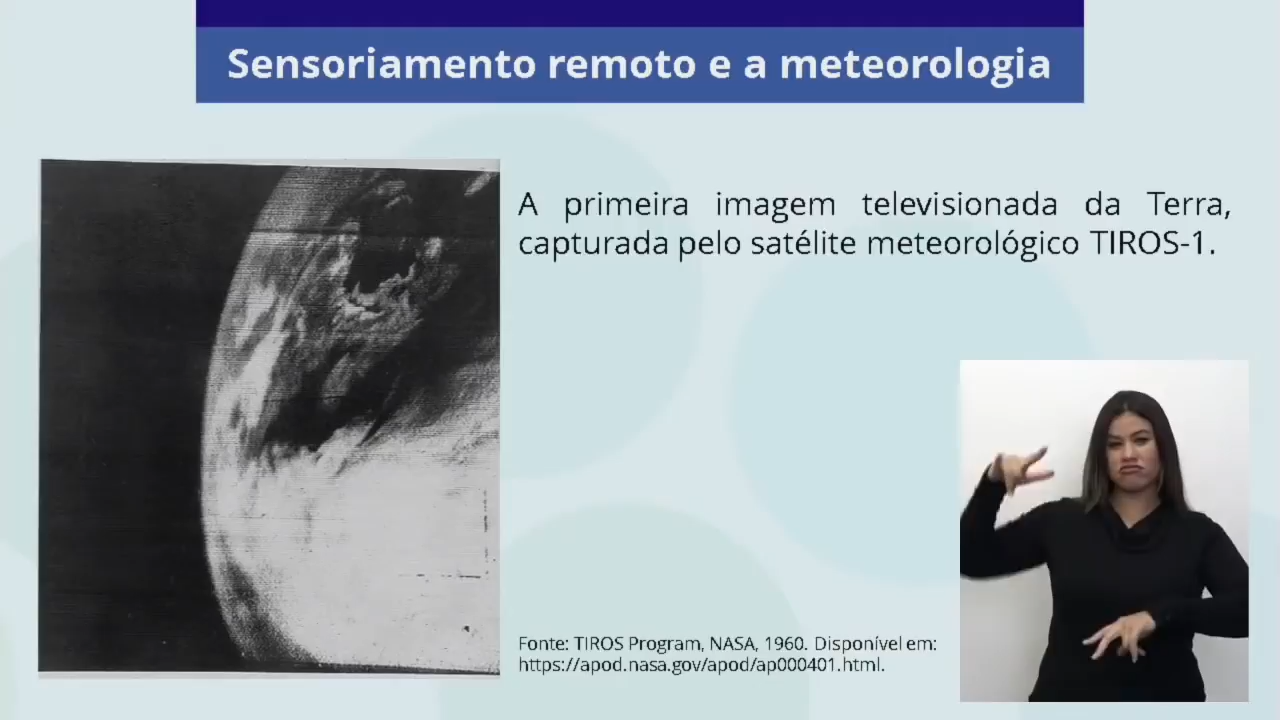 Sensoriamento remoto e a meteorologia
A primeira imagem televisionada da Terra,
capturada pelo satélite meteorológico TIROS-1.
Fonte: TIROS Program, NASA, 1960. Disponível em:
https://apod.nasa.gov/apod/ap000401.html.